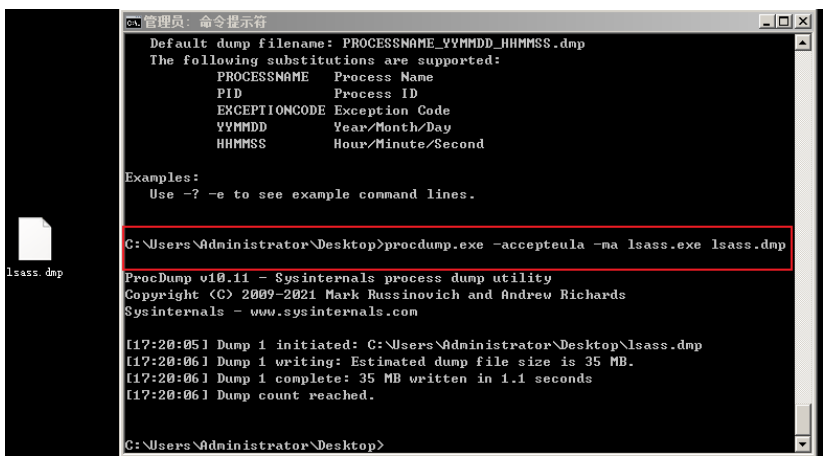 管理员: 命令提示符
Default dump filename: PROCESSNAME_YYMMDD_HHMMSS.dmp
The following substitutions are supported:
PROCESSNAME Process Name
PID Process ID
EXCEPTIONCODE Exception Code
YYMMDD Year/Month/Day
HHMMSS Hour/Minute/Second
Examples:
Use -? -e to see example command lines.
C:\Users\Administrator\Desktop>procdump.exe -accepteula -ma lsass.exe lsass.dmp
lsass.dmp
ProcDump v10.11 - Sysinternals process dump utility
Copyright (C) 2009-2021 Mark Russinovich and Andrew Richards
Sysinternals - www.sysinternals.com
[17:20:05] Dump 1 initiated: C:\Users\Administrator\Desktop\lsass.dmp
[17:20:06] Dump 1 writing: Estimated dump file size is 35 MB.
[17:20:06] Dump 1 complete: 35 MB written in 1.1 seconds
[17:20:06] Dump count reached.
C:\Users\Administrator\Desktop>